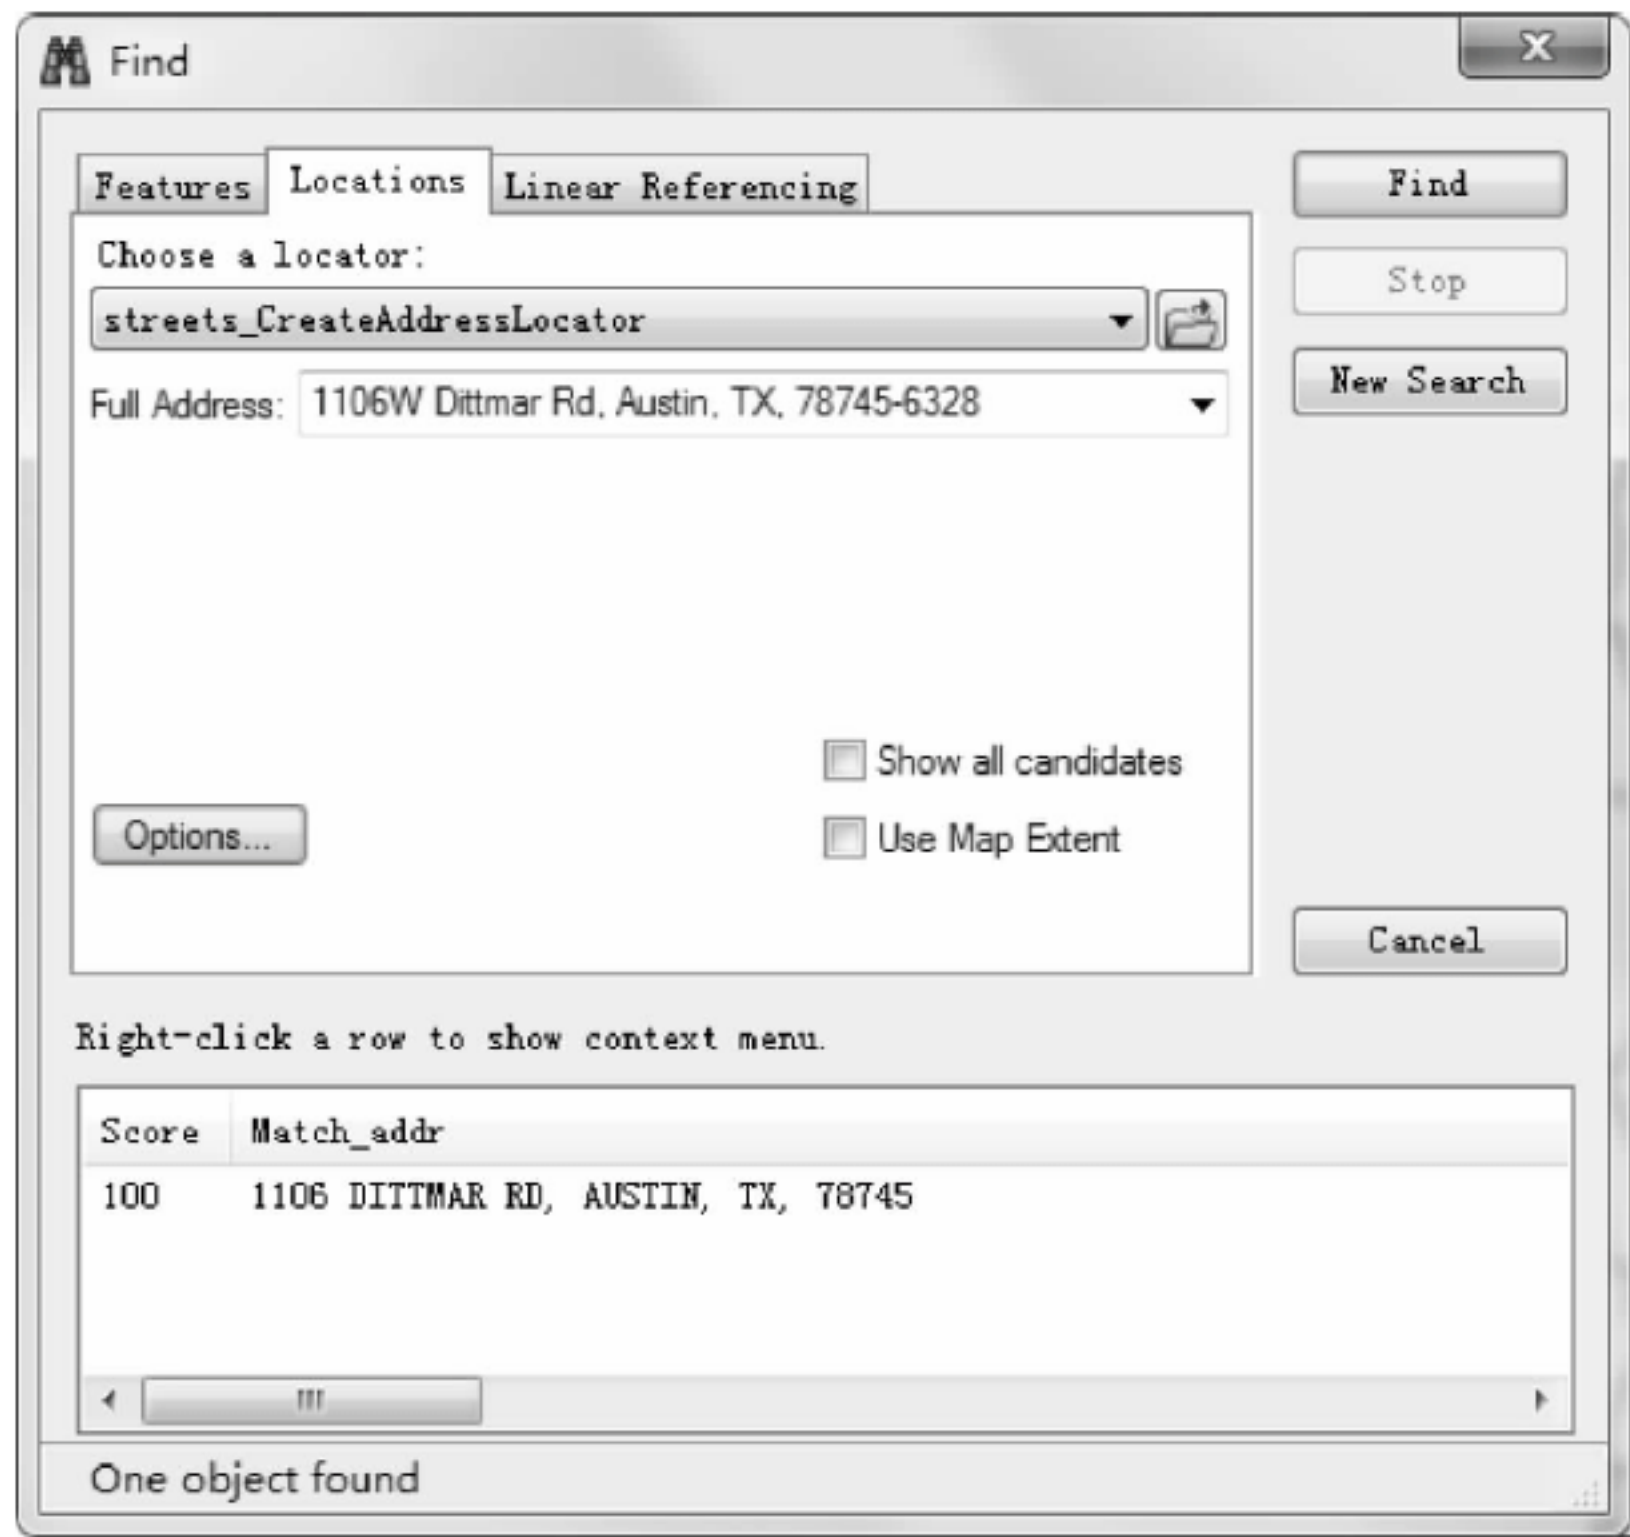 Find
Features Locations Linear Referencing
Find
Choose a locator:
Stop
streets_CreateAddressLocator
New Search
Full Address: 1106W Dittmar Rd, Austin, TX, 78745-6328
Show all candidates
Options...
Use Map Extent
Cancel
Right-click a row to show context menu.
Score Match_addr
100 1106 DITTMAR RD, AUSTIN, TX, 78745
One object found